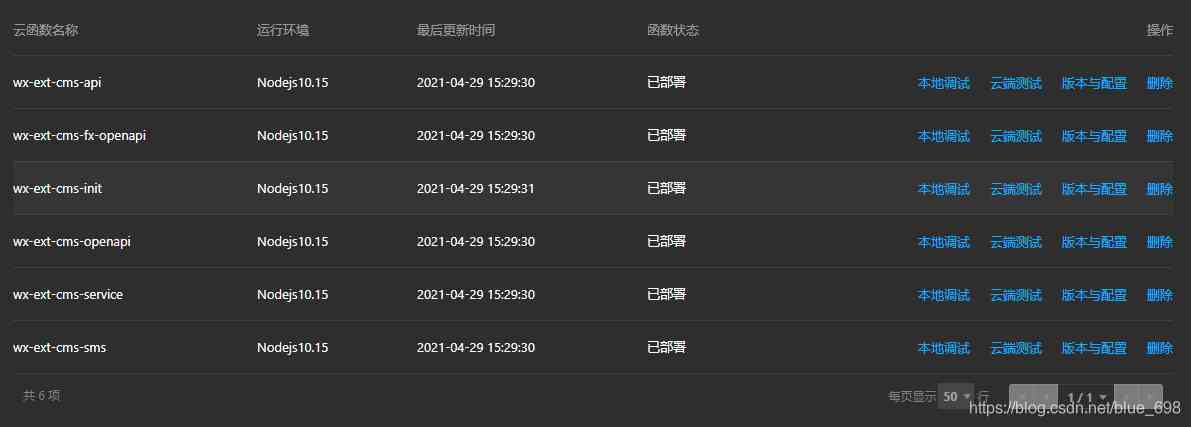 云函数名称 运行环境 最后更新时间 函数状态 操作
wx-ext-cms-api Nodejs10.15 2021-04-29 15:29:30 已部署 本地调试 云端测试 版本与配置 删除
wx-ext-cms-fx-openapi Nodejs10.15 2021-04-29 15:29:30 已部署 本地调试 云端测试 版本与配置 删除
wx-ext-cms-init Nodejs10.15 2021-04-29 15:29:31 已部署 本地调试 云端测试 版本与配置 删除
wx-ext-cms-openapi Nodejs10.15 2021-04-29 15:29:30 已部署 本地调试 云端测试 版本与配置 删除
wx-ext-cms-service Nodejs10.15 2021-04-29 15:29:30 已部署 本地调试 云端测试 版本与配置 删除
wx-ext-cms-sms Nodejs10.15 2021-04-29 15:29:30 已部署 本地调试 云端测试 版本与配置 删除
共 6 项 每页显示 50 行 1 / 1
https://blog.csdn.net/blue_698